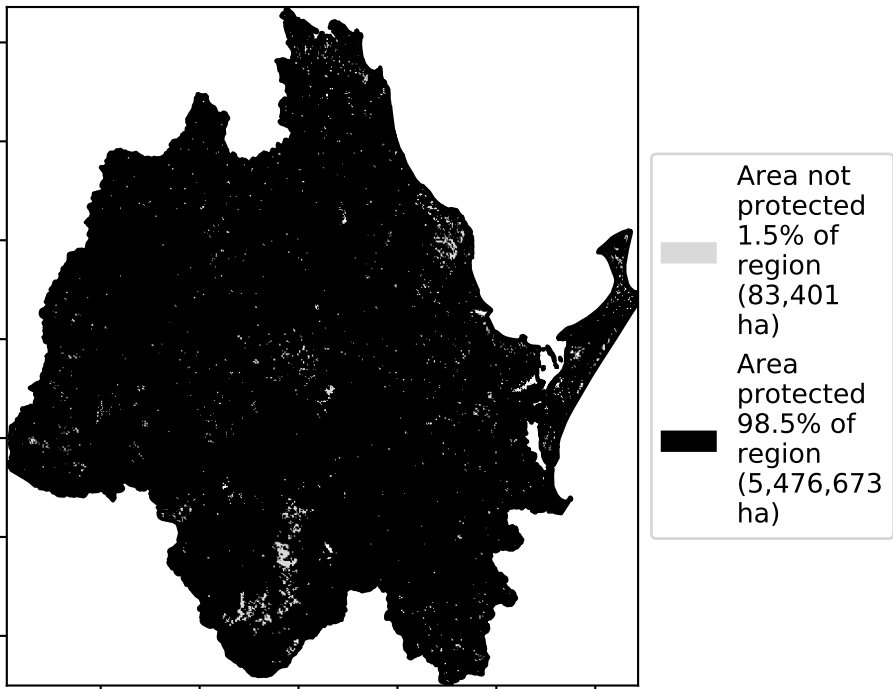 Area not
protected
1.5% of
region
(83,401
ha)
Area
protected
98.5% of
region
(5,476,673
ha)